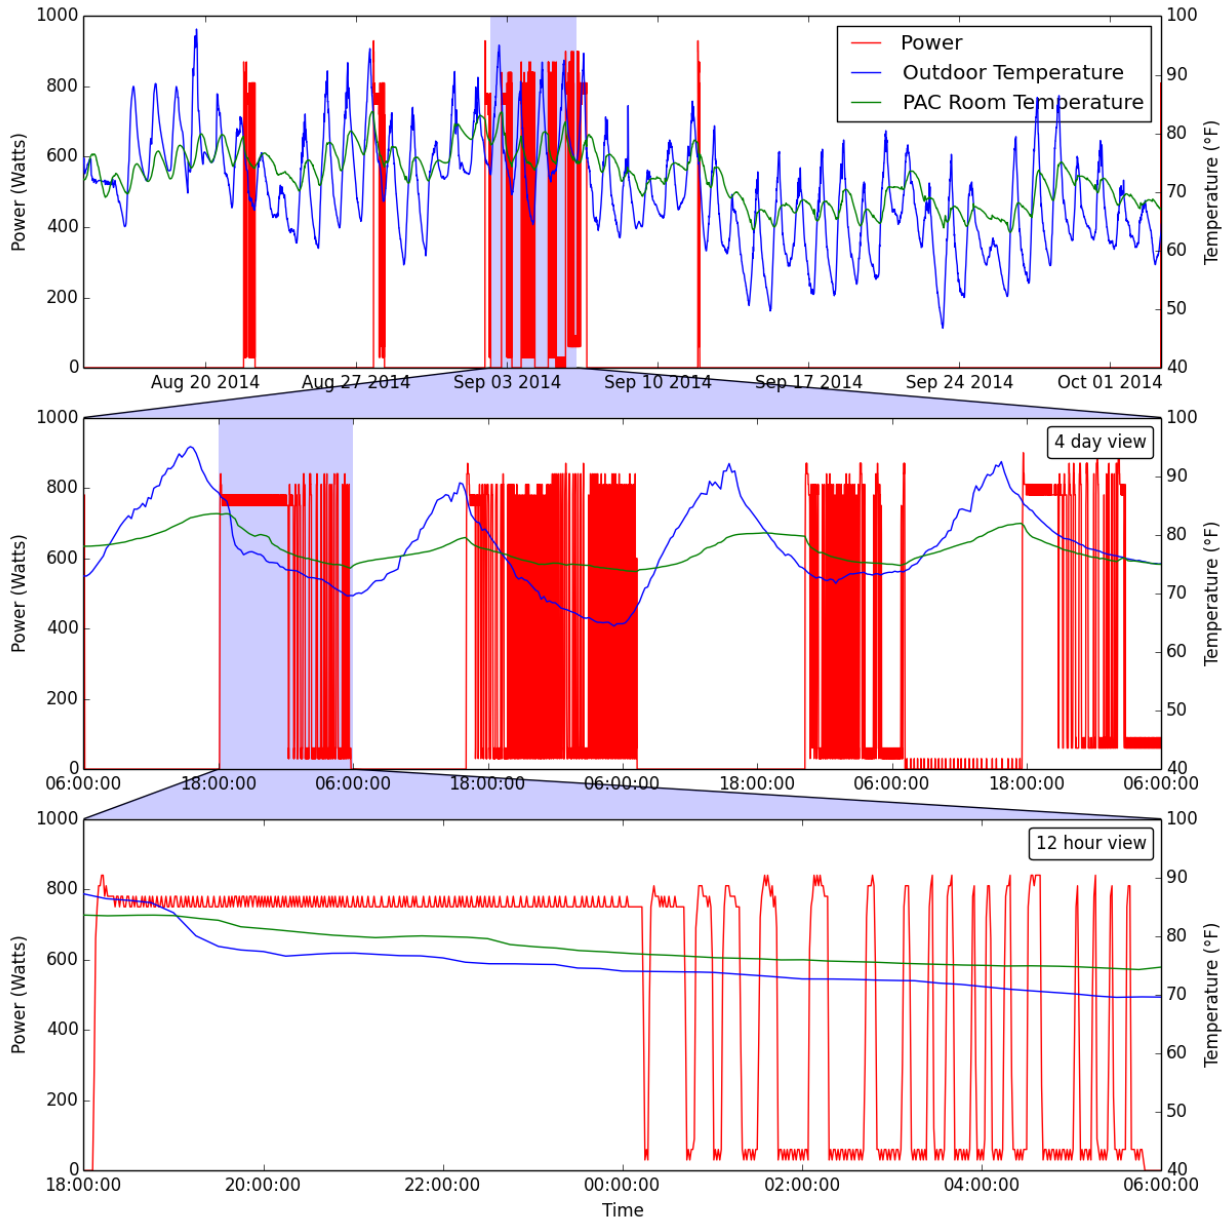 1000
800
600
400
200
0
Power (Watts)
100
90
80
70
60
50
40
Temperature (°F)
Power
Outdoor Temperature
PAC Room Temperature
Aug 20 2014
Aug 27 2014
Sep 03 2014
Sep 10 2014
Sep 17 2014
Sep 24 2014
Oct 01 2014
1000
800
600
400
200
0
Power (Watts)
100
90
80
70
60
50
40
Temperature (°F)
4 day view
06:00:00
18:00:00
06:00:00
18:00:00
06:00:00
18:00:00
06:00:00
18:00:00
06:00:00
1000
800
600
400
200
0
Power (Watts)
100
90
80
70
60
50
40
Temperature (°F)
12 hour view
18:00:00
20:00:00
22:00:00
00:00:00
02:00:00
04:00:00
06:00:00
Time